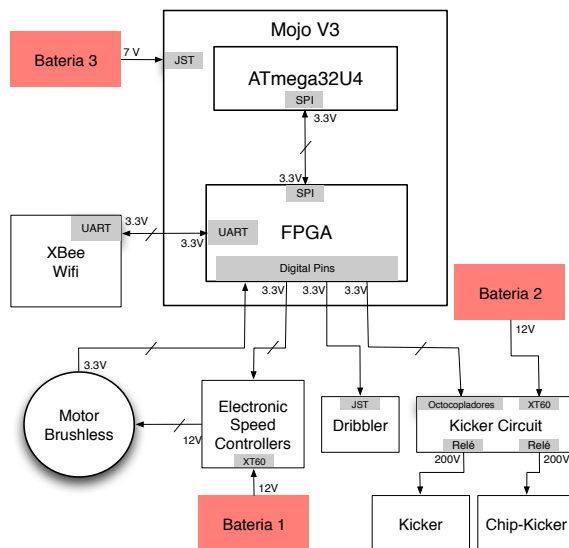 Mojo V3
Bateria 3
7 V
JST
ATmega32U4
SPI
3.3V
3.3V
SPI
FPGA
UART
3.3V
3.3V
UART
XBee
Wifi
Digital Pins
3.3V
3.3V
3.3V
Bateria 2
12V
3.3V
Motor
Brushless
12V
Electronic
Speed
Controllers
XT60
12V
Bateria 1
JST
Dribbler
Octocopladores
XT60
Kicker Circuit
Relé
Relé
200V
200V
Kicker
Chip-Kicker